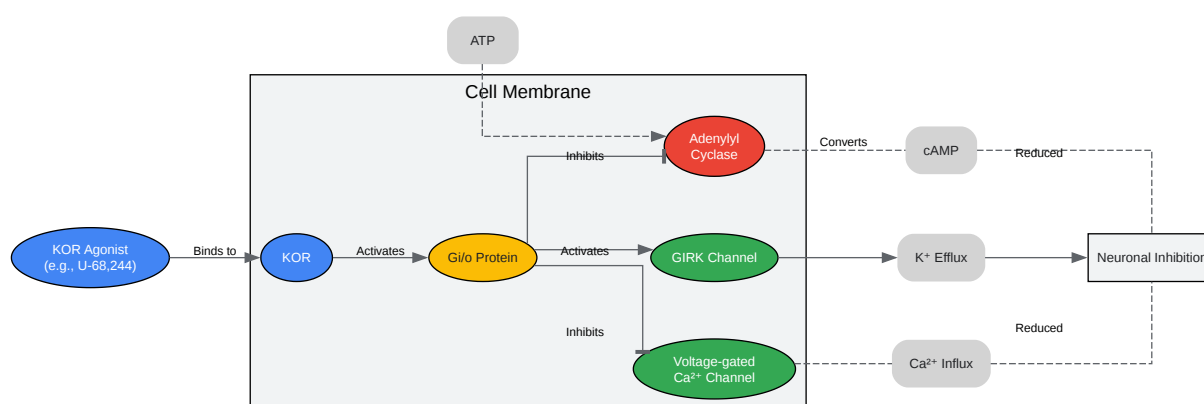 ATP
Cell Membrane
Adenylyl
Cyclase
Converts
cAMP
Reduced
Inhibits
KOR Agonist
(e.g., U-68,244)
Binds to
KOR
Activates
Gi/o Protein
Activates
GIRK Channel
K⁺ Efflux
Neuronal Inhibition
Inhibits
Voltage-gated
Ca²⁺ Channel
Ca²⁺ Influx
Reduced